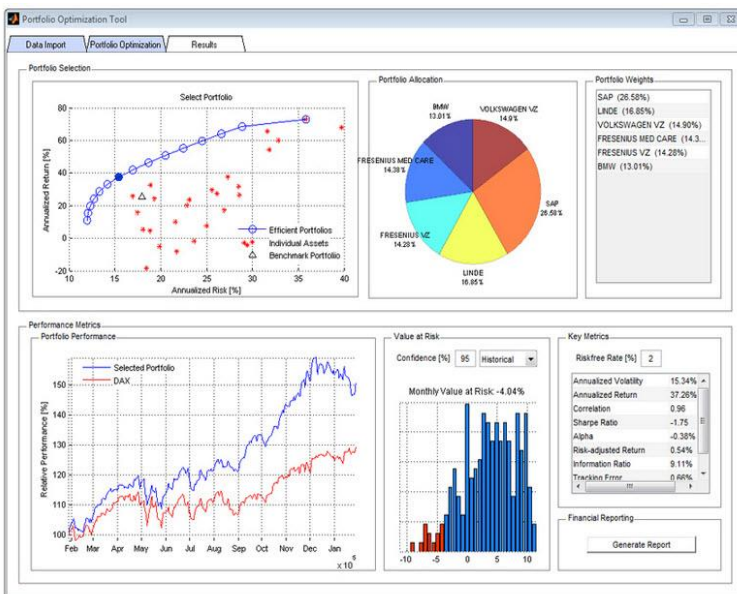 Portfolio Optimization Tool
Data Import
Portfolio Optimization
Results
Portfolio Selection
Select Portfolio
Annualized Return [%]
80
60
40
20
0
-20
10 15 20 25 30 35 40
Annualized Risk [%]
Efficient Portfolios
Individual Assets
Benchmark Portfolio
Portfolio Allocation
BMW
13.01%
VOLKSWAGEN VZ
14.9%
FRESENIUS MED CARE
14.38%
SAP
26.58%
FRESENIUS VZ
14.28%
LINDE
16.85%
Portfolio Weights
SAP (26.58%)
LINDE (16.85%)
VOLKSWAGEN VZ (14.90%)
FRESENIUS MED CARE (14.3...
FRESENIUS VZ (14.28%)
BMW (13.01%)
Performance Metrics
Portfolio Performance
Selected Portfolio
DAX
Relative Performance [%]
150
140
130
120
110
100
Feb Mar Apr May Jun Jul Aug Sep Oct Nov Dec Jan
Value at Risk
Confidence [%] 95 Historical
Monthly Value at Risk: -4.04%
-10 -5 0 5 10
Key Metrics
Riskfree Rate [%] 2
Annualized Volatility 15.34%
Annualized Return 37.26%
Correlation 0.96
Sharpe Ratio -1.75
Alpha -0.38%
Risk-adjusted Return 0.54%
Information Ratio 9.11%
Tracking Error 0.66%
Financial Reporting
Generate Report